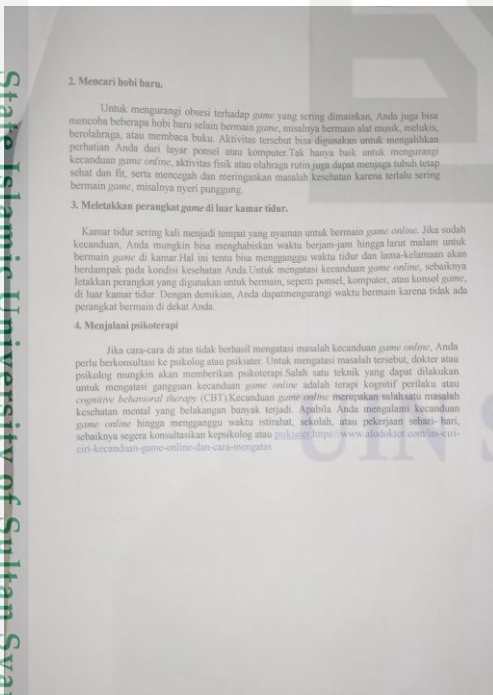 2. Mencari hobi baru.
Untuk mengurangi obsesi terhadap game yang sering dimainkan, Anda juga bisa
mencoba beberapa hobi baru selain bermain game, misalnya bermain alat musik, melukis,
berolahraga, atau membaca buku. Aktivitas tersebut bisa digunakan untuk mengalihkan
perhatian Anda dari layar ponsel atau komputer.Tak hanya baik untuk mengurangi
kecanduan game online, aktivitas fisik atau olahraga rutin juga dapat menjaga tubuh tetap
sehat dan fit, serta mencegah dan meringankan masalah kesehatan karena terlalu sering
bermain game, misalnya nyeri punggung.
3. Meletakkan perangkat game di luar kamar tidur.
Kamar tidur sering kali menjadi tempat yang nyaman untuk bermain game online. Jika sudah
kecanduan, Anda mungkin bisa menghabiskan waktu berjam-jam hingga larut malam untuk
bermain game di kamar.Hal ini tentu bisa mengganggu waktu tidur dan lama-kelamaan akan
berdampak pada kondisi kesehatan Anda.Untuk mengatasi kecanduan game online, sebaiknya
letakkan perangkat yang digunakan untuk bermain, seperti ponsel, komputer, atau konsol game,
di luar kamar tidur. Dengan demikian, Anda dapatmengurangi waktu bermain karena tidak ada
perangkat bermain di dekat Anda.
4. Menjalani psikoterapi
Jika cara-cara di atas tidak berhasil mengatasi masalah kecanduan game online, Anda
perlu berkonsultasi ke psikolog atau psikiater. Untuk mengatasi masalah tersebut, dokter atau
psikolog mungkin akan memberikan psikoterapi.Salah satu teknik yang dapat dilakukan
untuk mengatasi gangguan kecanduan game online adalah terapi kognitif perilaku atau
cognitive behavioral therapy (CBT).Kecanduan game online merupakan salah satu masalah
kesehatan mental yang belakangan banyak terjadi. Apabila Anda mengalami kecanduan
game online hingga mengganggu waktu istirahat, sekolah, atau pekerjaan sehari- hari,
sebaiknya segera konsultasikan kepsikolog atau psikiater.https://www.alodokter.com/ini-ciri-
ciri-kecanduan-game-online-dan-cara-mengatas
UIN S
State Islamic University of Sultan Sya